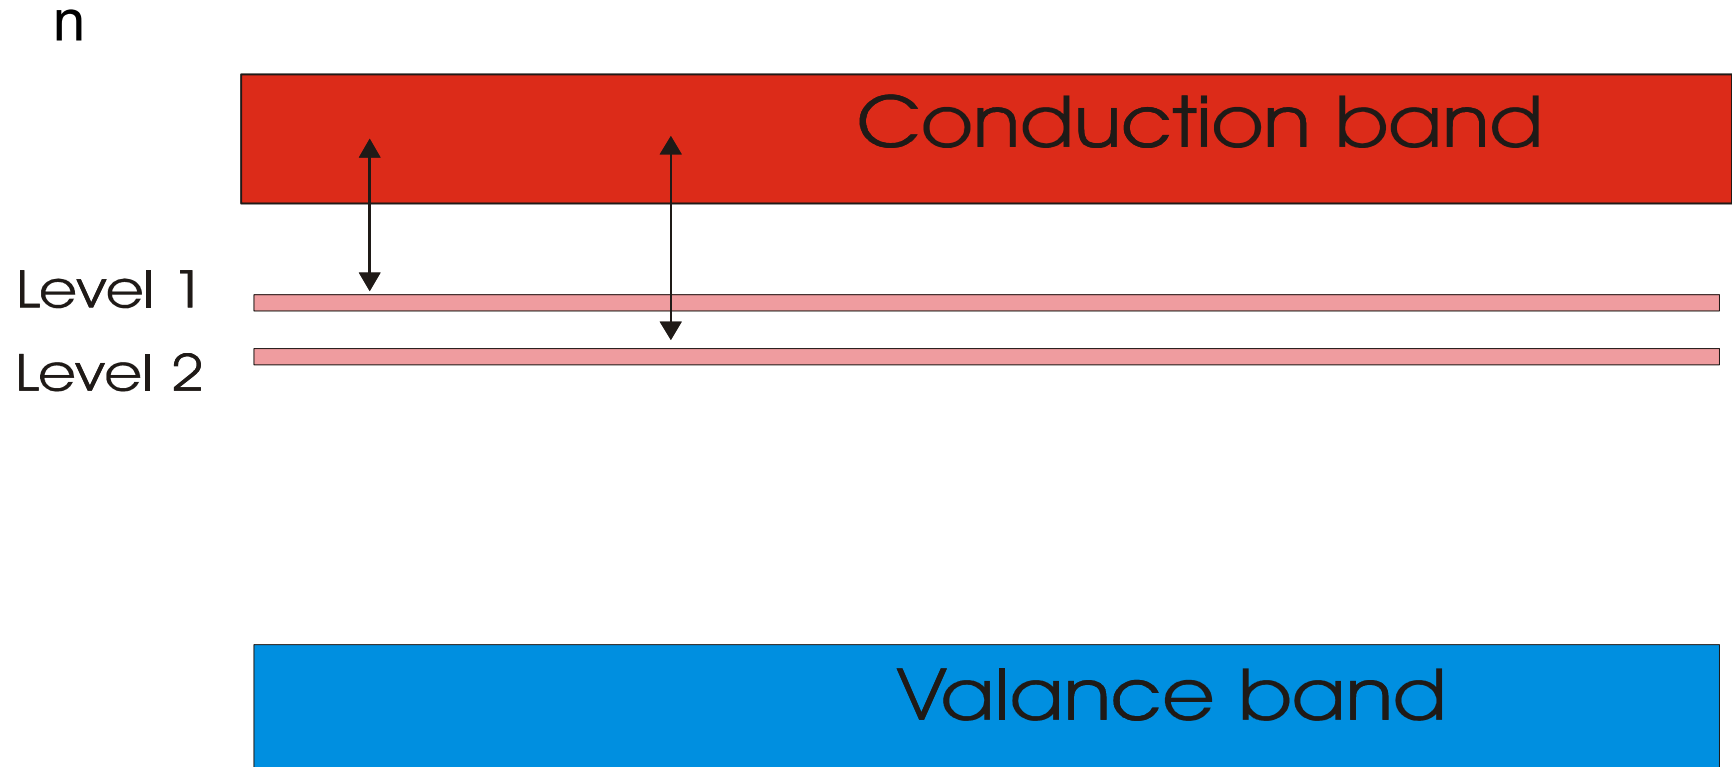 n
Conduction band
Level 1
Level 2
Valance band